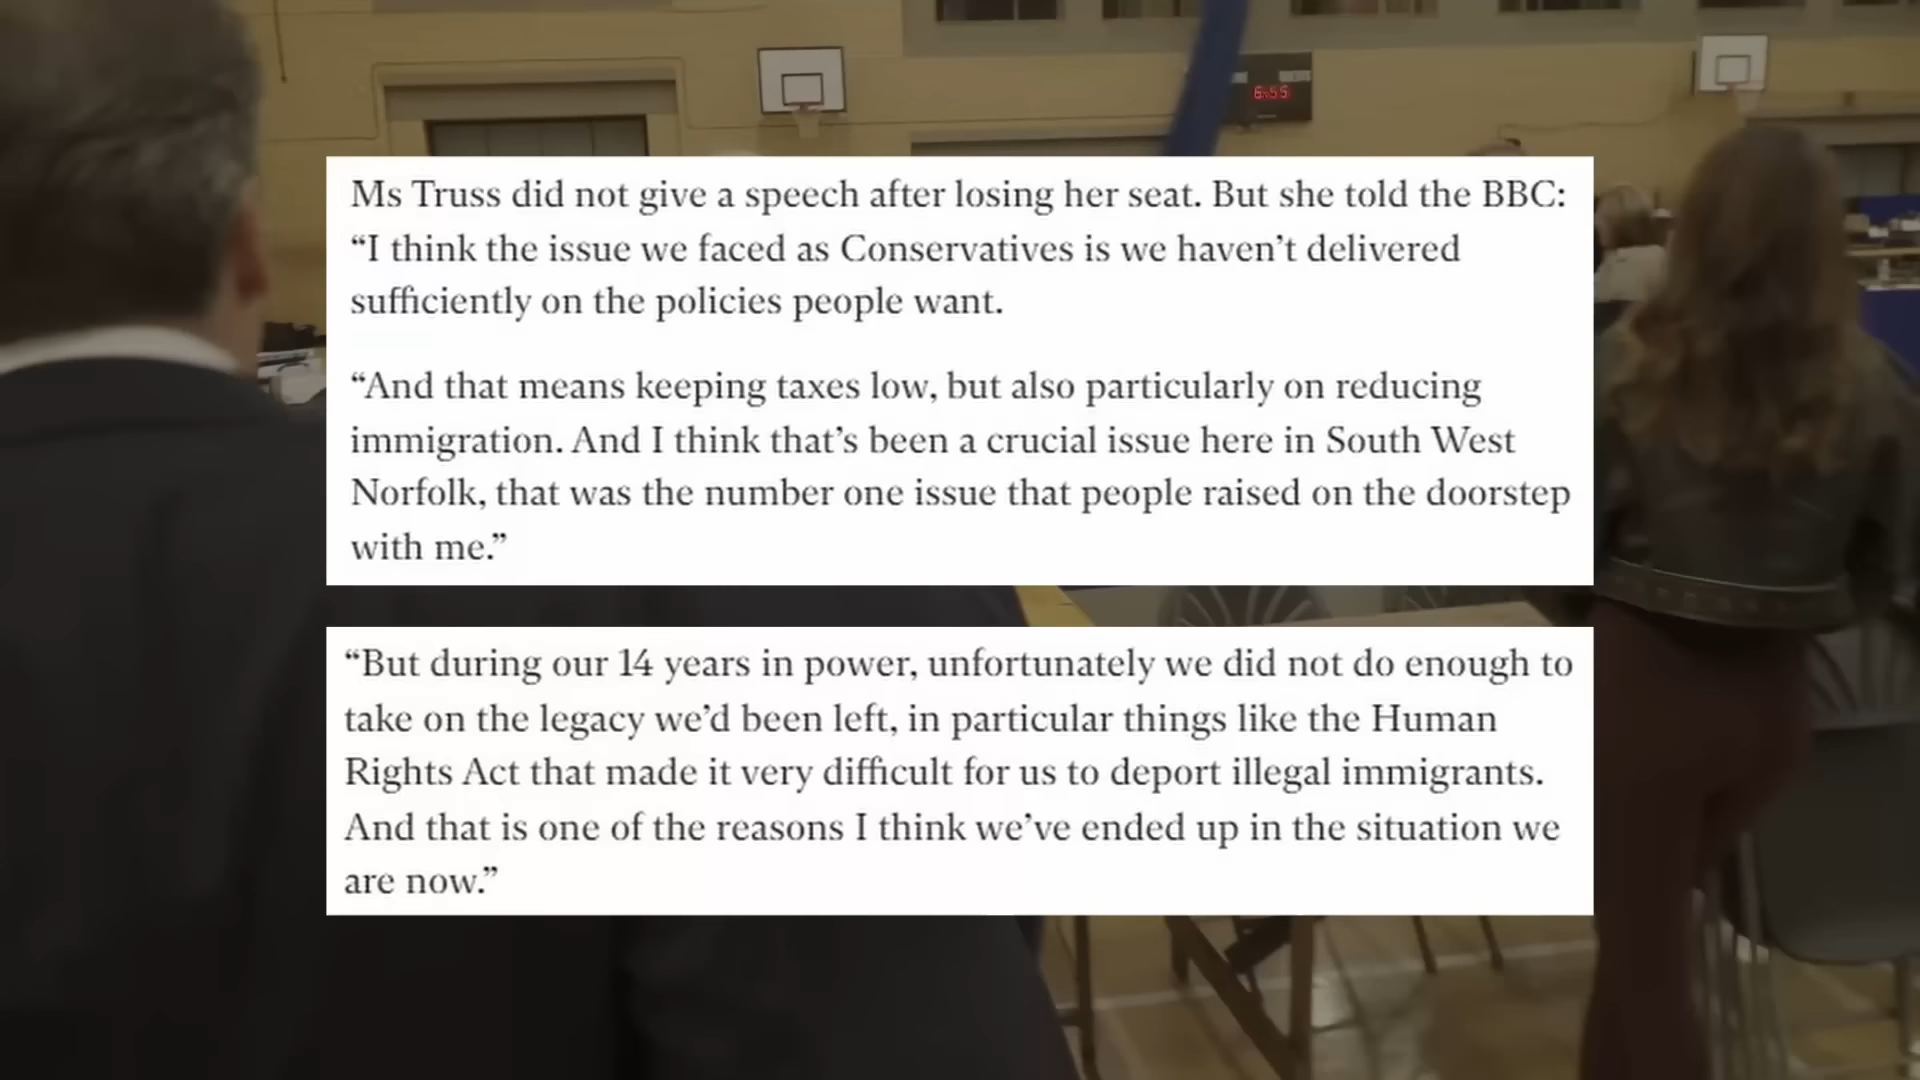 6:55
Ms Truss did not give a speech after losing her seat. But she told the BBC:
“I think the issue we faced as Conservatives is we haven’t delivered
sufficiently on the policies people want.
“And that means keeping taxes low, but also particularly on reducing
immigration. And I think that’s been a crucial issue here in South West
Norfolk, that was the number one issue that people raised on the doorstep
with me.”
“But during our 14 years in power, unfortunately we did not do enough to
take on the legacy we’d been left, in particular things like the Human
Rights Act that made it very difficult for us to deport illegal immigrants.
And that is one of the reasons I think we’ve ended up in the situation we
are now.”